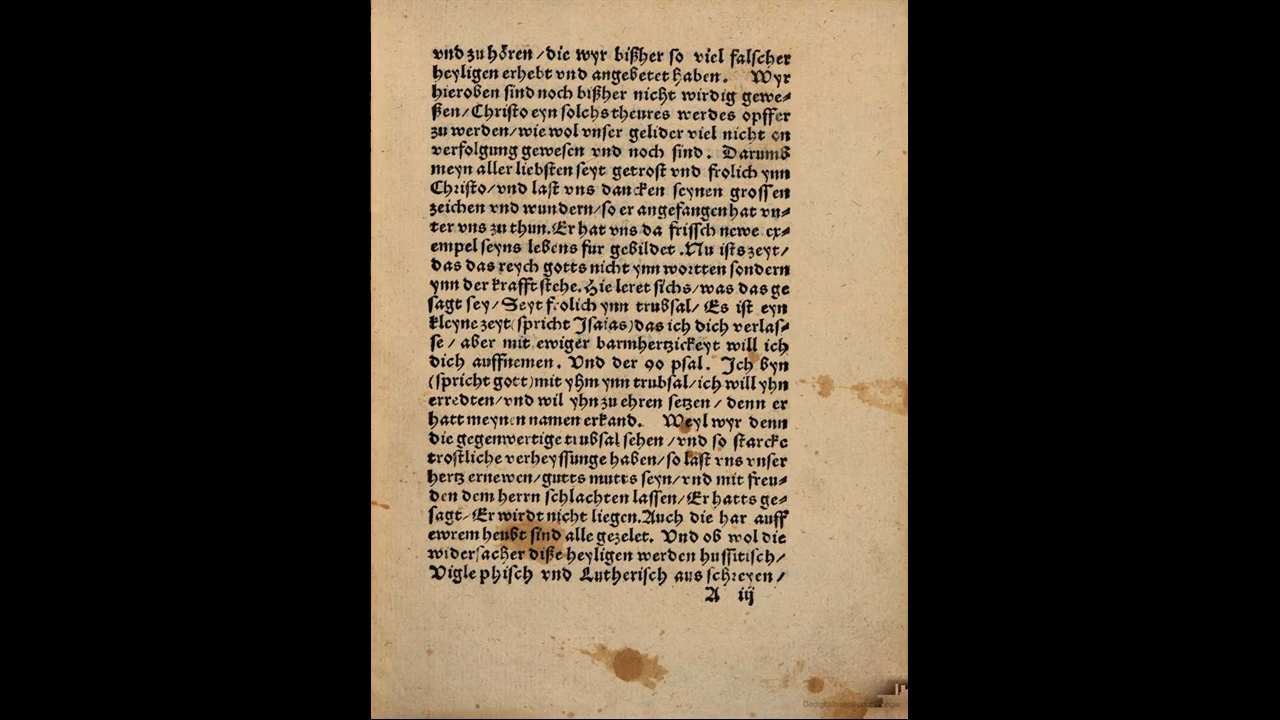 vnd zu hören / die wyr bißher so viel falscher
heyligen erhebt vnd angebetet haben. Wyr
hieroben sind noch bißher nicht wirdig gewe⸗
ßen / Christo eyn solchs theures werdes opffer
zu werden / wie wol vnser gelider viel nicht on
verfolgung gewesen vnd noch sind. Darumb
meyn aller liebsten seyt getrost vnd frolich ynn
Christo / vnd last vns dancken seynen grossen
zeichen vnd wundern / so er angefangen hat vn⸗
ter vns zu thun. Er hat vns da frissch newe ex⸗
empel seyns lebens fur gebildet. Nu ists zeyt /
das das reych gotts nicht ynn wortten sondern
ynn der krafft stehe. Hie leret sichs / was das ge
sagt sey / Seyt frolich ynn trubsal / Es ist eyn
kleyne zeyt (spricht Isaias) das ich dich verlas⸗
se / aber mit ewiger barmhertzickeyt will ich
dich auffnemen. Vnd der 90 psal. Ich byn
(spricht gott) mit yhm ynn trubsal / ich will yhn
erredten / vnd wil yhn zu ehren setzen / denn er
hatt meynen namen erkand. Weyl wyr denn
die gegenwertige trubsal sehen / vnd so starcke
trostliche verheyssunge haben / so last vns vnser
hertz ernewen / gutts mutts seyn / vnd mit freu⸗
den dem herrn schlachten lassen / Er hatts ge⸗
sagt / Er wirdt nicht liegen. Auch die har auff
ewrem heubt sind alle gezelet. Vnd ob wol die
widersacher diße heyligen werden hussitisch /
Vigle phisch vnd Lutherisch aus schreyen /
A iij